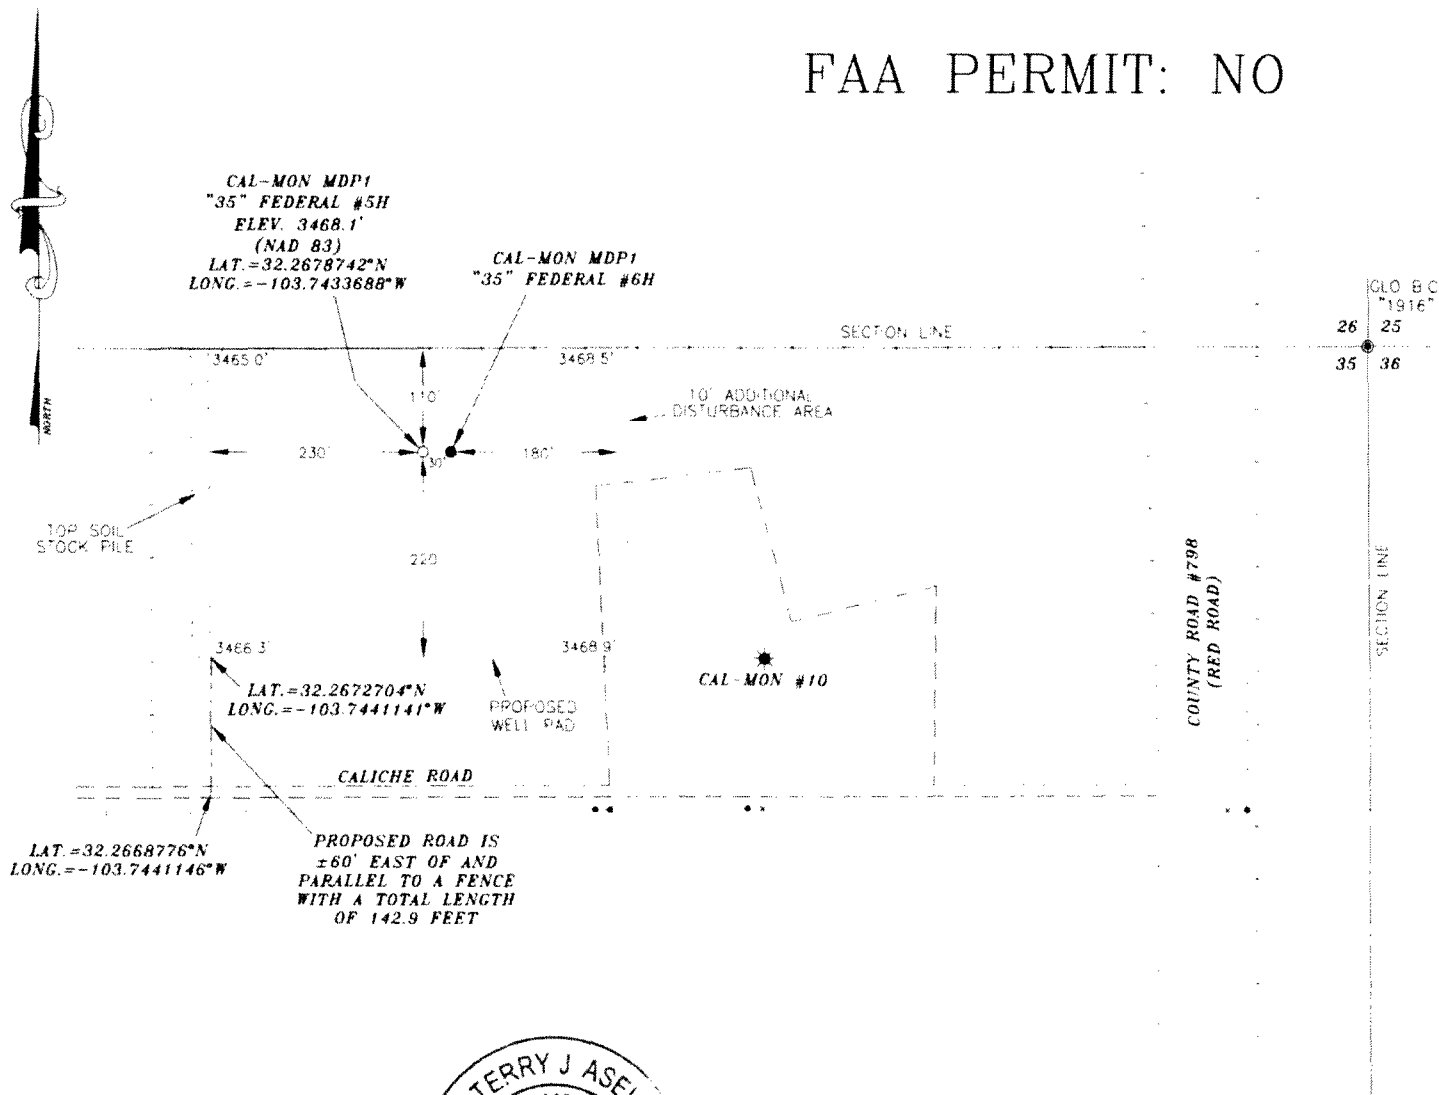 FAA PERMIT: NO
CAL-MON MDP1
"35" FEDERAL #5H
ELEV. 3468.1'
(NAD 83)
LAT.=32.2678742°N
LONG.=-103.7433688°W
CAL-MON MDP1
"35" FEDERAL #6H
GLO B.C.
"1916"
26 25
35 36
SECTION LINE
3465.0'
3468.5'
110'
10' ADDITIONAL
DISTURBANCE AREA
230'
30'
180'
TOP SOIL
STOCK PILE
220'
NORTH
3466.3'
3468.9'
LAT.=32.2672704°N
LONG.=-103.7441141°W
PROPOSED
WELL PAD
CAL-MON #10
COUNTY ROAD #798
(RED ROAD)
SECTION LINE
CALICHE ROAD
LAT.=32.2668776°N
LONG.=-103.7441146°W
PROPOSED ROAD IS
±60' EAST OF AND
PARALLEL TO A FENCE
WITH A TOTAL LENGTH
OF 142.9 FEET
TERRY J